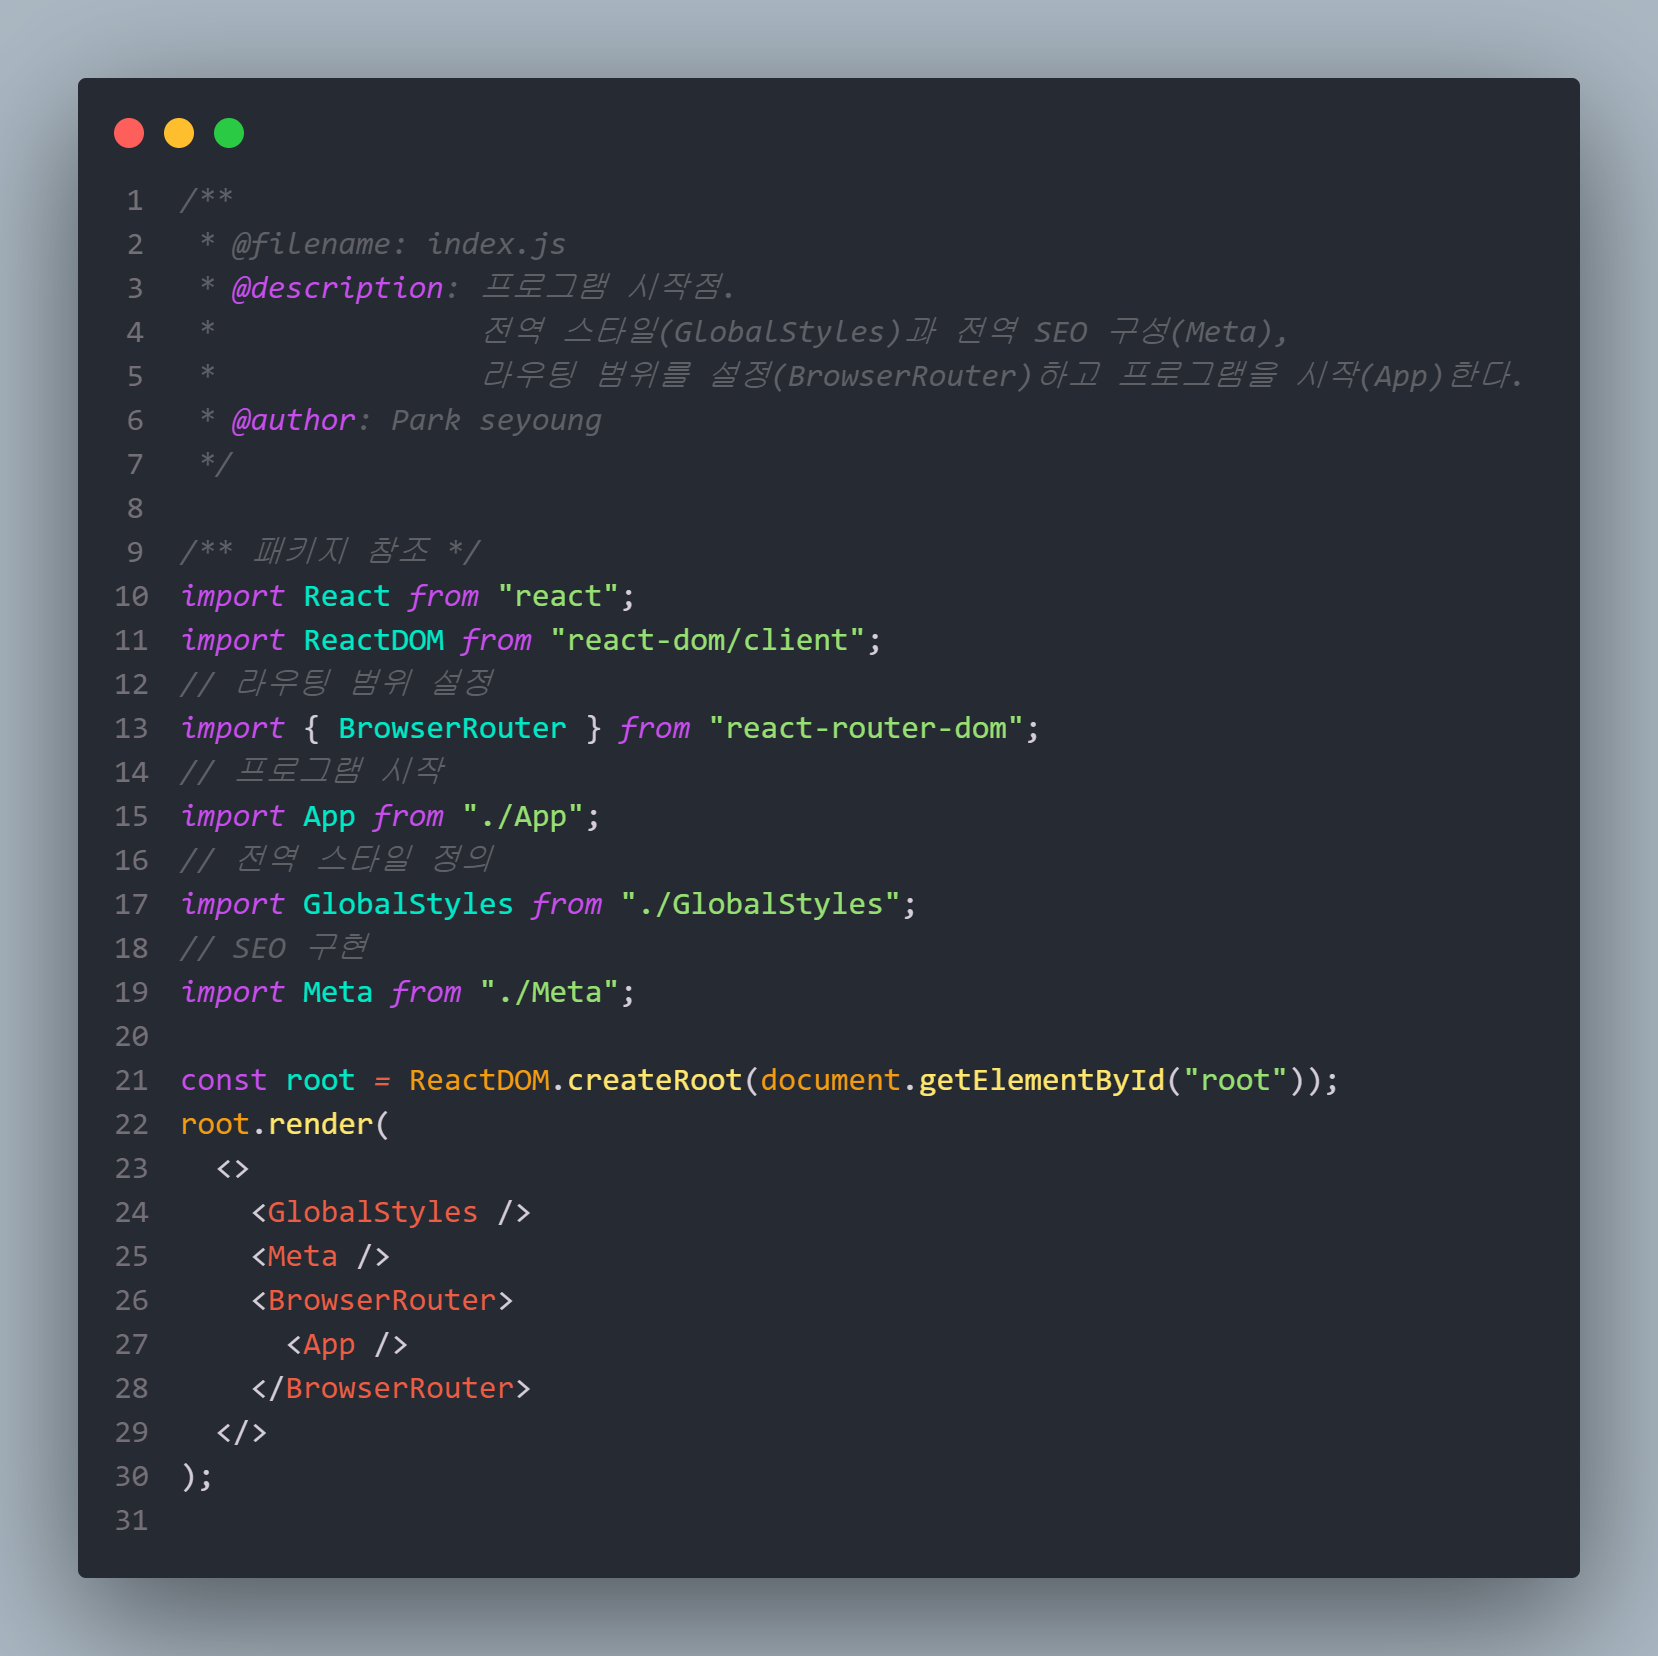 1 /**
2  * @filename: index.js
3  * @description: 프로그램 시작점.
4  *               전역 스타일(GlobalStyles)과 전역 SEO 구성(Meta),
5  *               라우팅 범위를 설정(BrowserRouter)하고 프로그램을 시작(App)한다.
6  * @author: Park seyoung
7  */
8
9 /** 패키지 참조 */
10 import React from "react";
11 import ReactDOM from "react-dom/client";
12 // 라우팅 범위 설정
13 import { BrowserRouter } from "react-router-dom";
14 // 프로그램 시작
15 import App from "./App";
16 // 전역 스타일 정의
17 import GlobalStyles from "./GlobalStyles";
18 // SEO 구현
19 import Meta from "./Meta";
20
21 const root = ReactDOM.createRoot(document.getElementById("root"));
22 root.render(
23   <>
24     <GlobalStyles />
25     <Meta />
26     <BrowserRouter>
27       <App />
28     </BrowserRouter>
29   </>
30 );
31